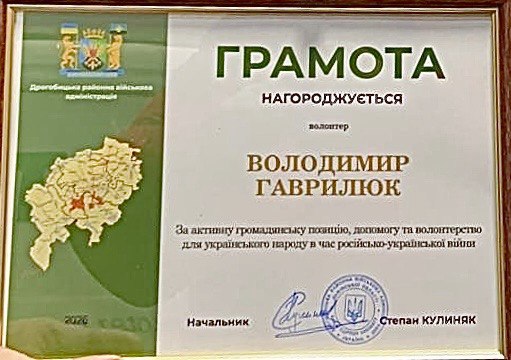 Дрогобицька районна військова
адміністрація
ГРАМОТА
НАГОРОДЖУЄТЬСЯ
волонтер
ВОЛОДИМИР
ГАВРИЛЮК
За активну громадянську позицію, допомогу та волонтерство
для українського народу в час російсько-української війни
2026
Начальник
Степан КУЛИНЯК